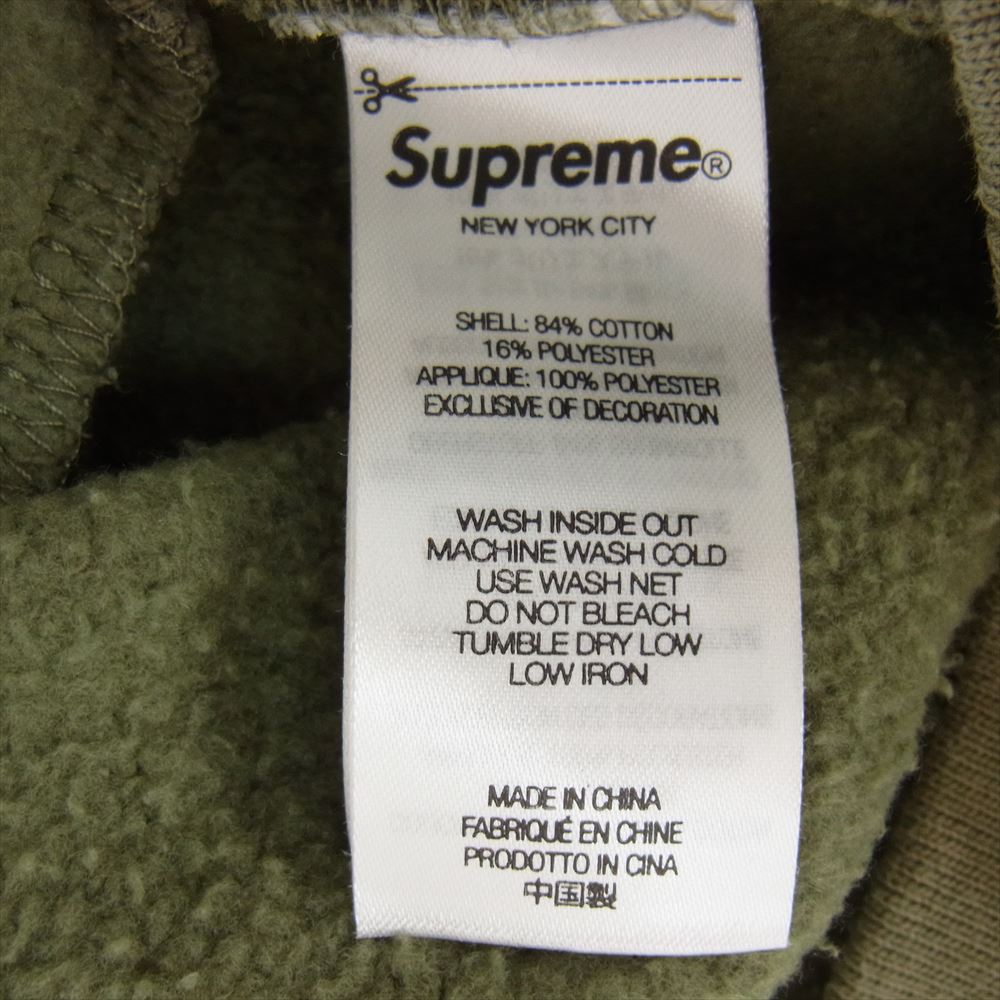 Supreme®
NEW YORK CITY
SHELL: 84% COTTON
16% POLYESTER
APPLIQUE: 100% POLYESTER
EXCLUSIVE OF DECORATION
WASH INSIDE OUT
MACHINE WASH COLD
USE WASH NET
DO NOT BLEACH
TUMBLE DRY LOW
LOW IRON
MADE IN CHINA
FABRIQUÉ EN CHINE
PRODOTTO IN CINA
中国製